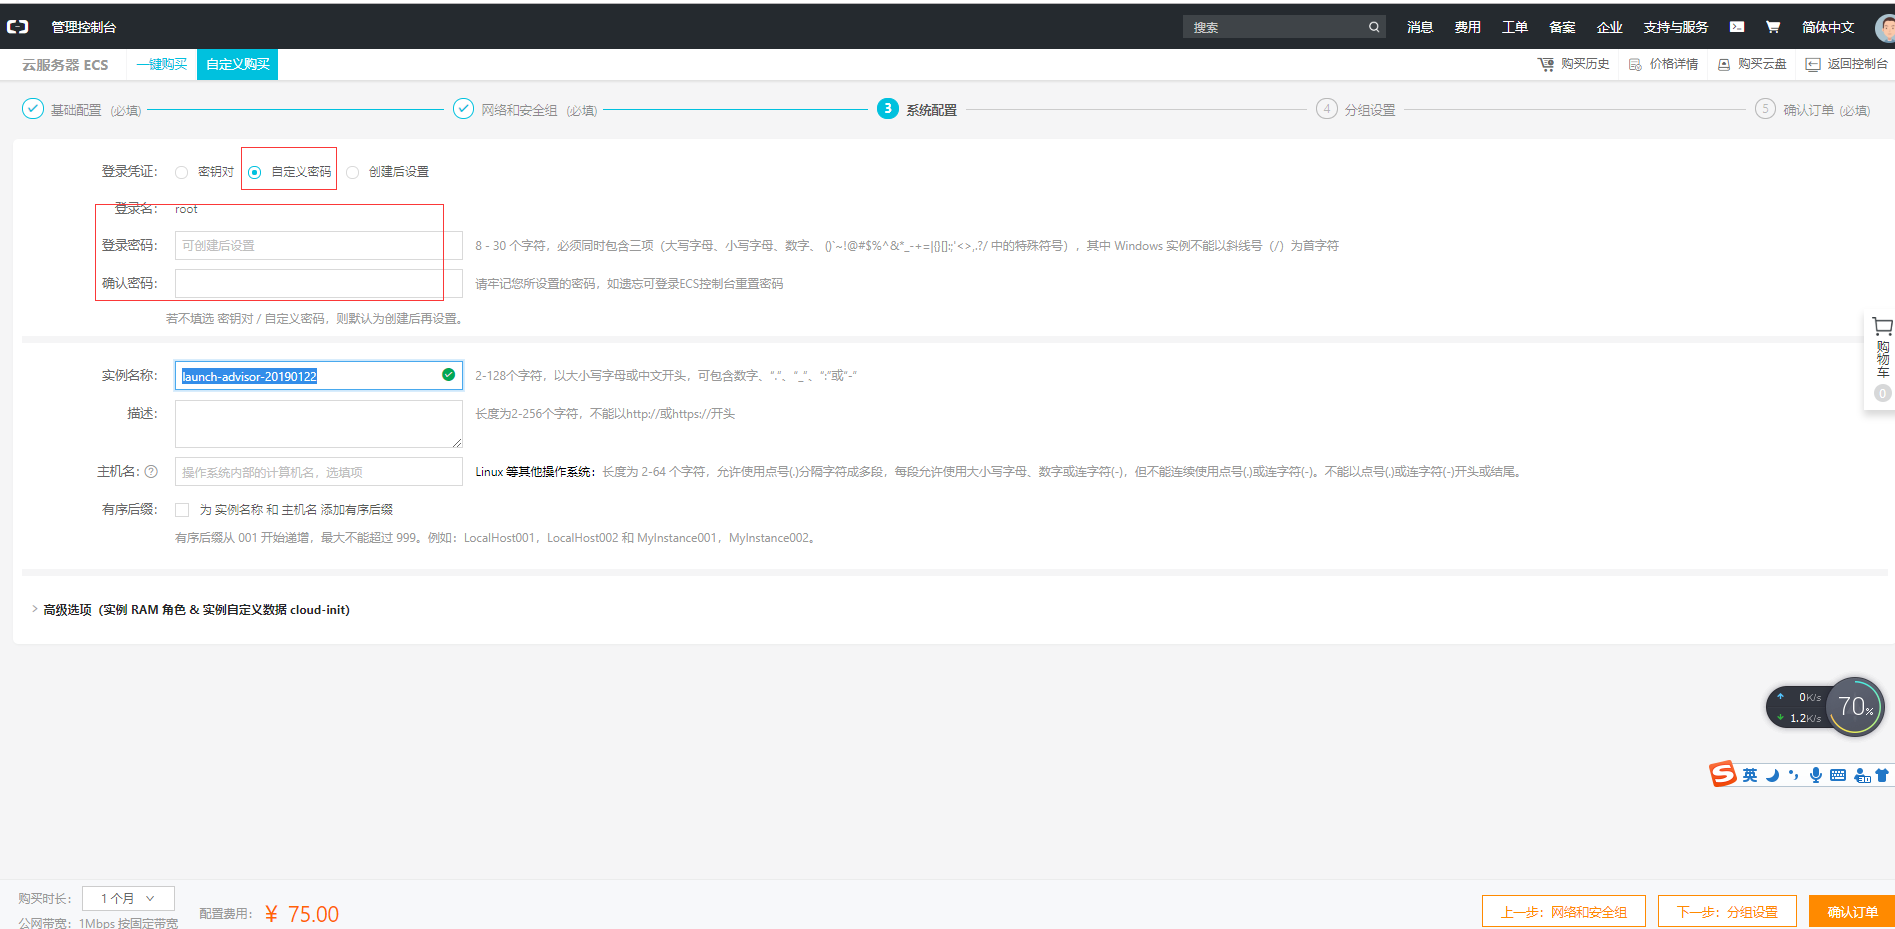 管理控制台 搜索 消息 费用 工单 备案 企业 支持与服务 简体中文
云服务器 ECS 一键购买 自定义购买 购买历史 价格详情 购买云盘 返回控制台
基础配置 (必填) 网络和安全组 (必填) 3 系统配置 4 分组设置 5 确认订单 (必填)
登录凭证: 密钥对 自定义密码 创建后设置
登录名: root
登录密码: 可创建后设置 8 - 30 个字符，必须同时包含三项（大写字母、小写字母、数字、 ()`~!@#$%^&*_-+=|{}[]:;'<>,.?/ 中的特殊符号），其中 Windows 实例不能以斜线号（/）为首字符
确认密码: 请牢记您所设置的密码，如遗忘可登录ECS控制台重置密码
若不填选 密钥对 / 自定义密码，则默认为创建后再设置。
实例名称: launch-advisor-20190122 2-128个字符，以大小写字母或中文开头，可包含数字、"."、"_"、":"或"-"
描述: 长度为2-256个字符，不能以http://或https://开头
主机名: ? 操作系统内部的计算机名，选填项 Linux 等其他操作系统：长度为 2-64 个字符，允许使用点号(.)分隔字符成多段，每段允许使用大小写字母、数字或连字符(-)，但不能连续使用点号(.)或连字符(-)。不能以点号(.)或连字符(-)开头或结尾。
有序后缀: 为 实例名称 和 主机名 添加有序后缀
有序后缀从 001 开始递增，最大不能超过 999。例如：LocalHost001，LocalHost002 和 MyInstance001，MyInstance002。
高级选项（实例 RAM 角色 & 实例自定义数据 cloud-init）
购物车
0
0K/s
1.2K/s
70%
S 英
购买时长: 1 个月
公网带宽: 1Mbps 按固定带宽
配置费用: ¥ 75.00
上一步：网络和安全组 下一步：分组设置 确认订单